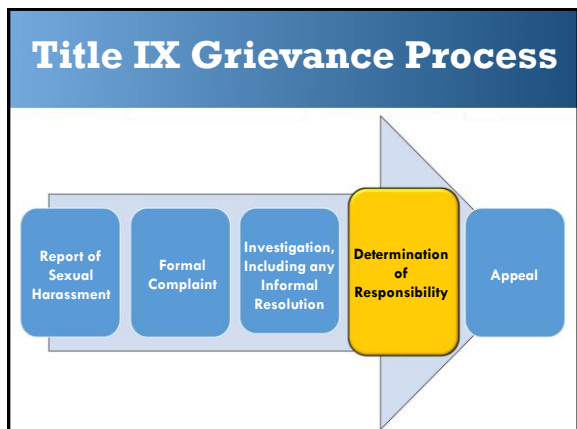 Title IX Grievance Process
Report of
Sexual
Harassment
Formal
Complaint
Investigation,
Including any
Informal
Resolution
Determination
of
Responsibility
Appeal